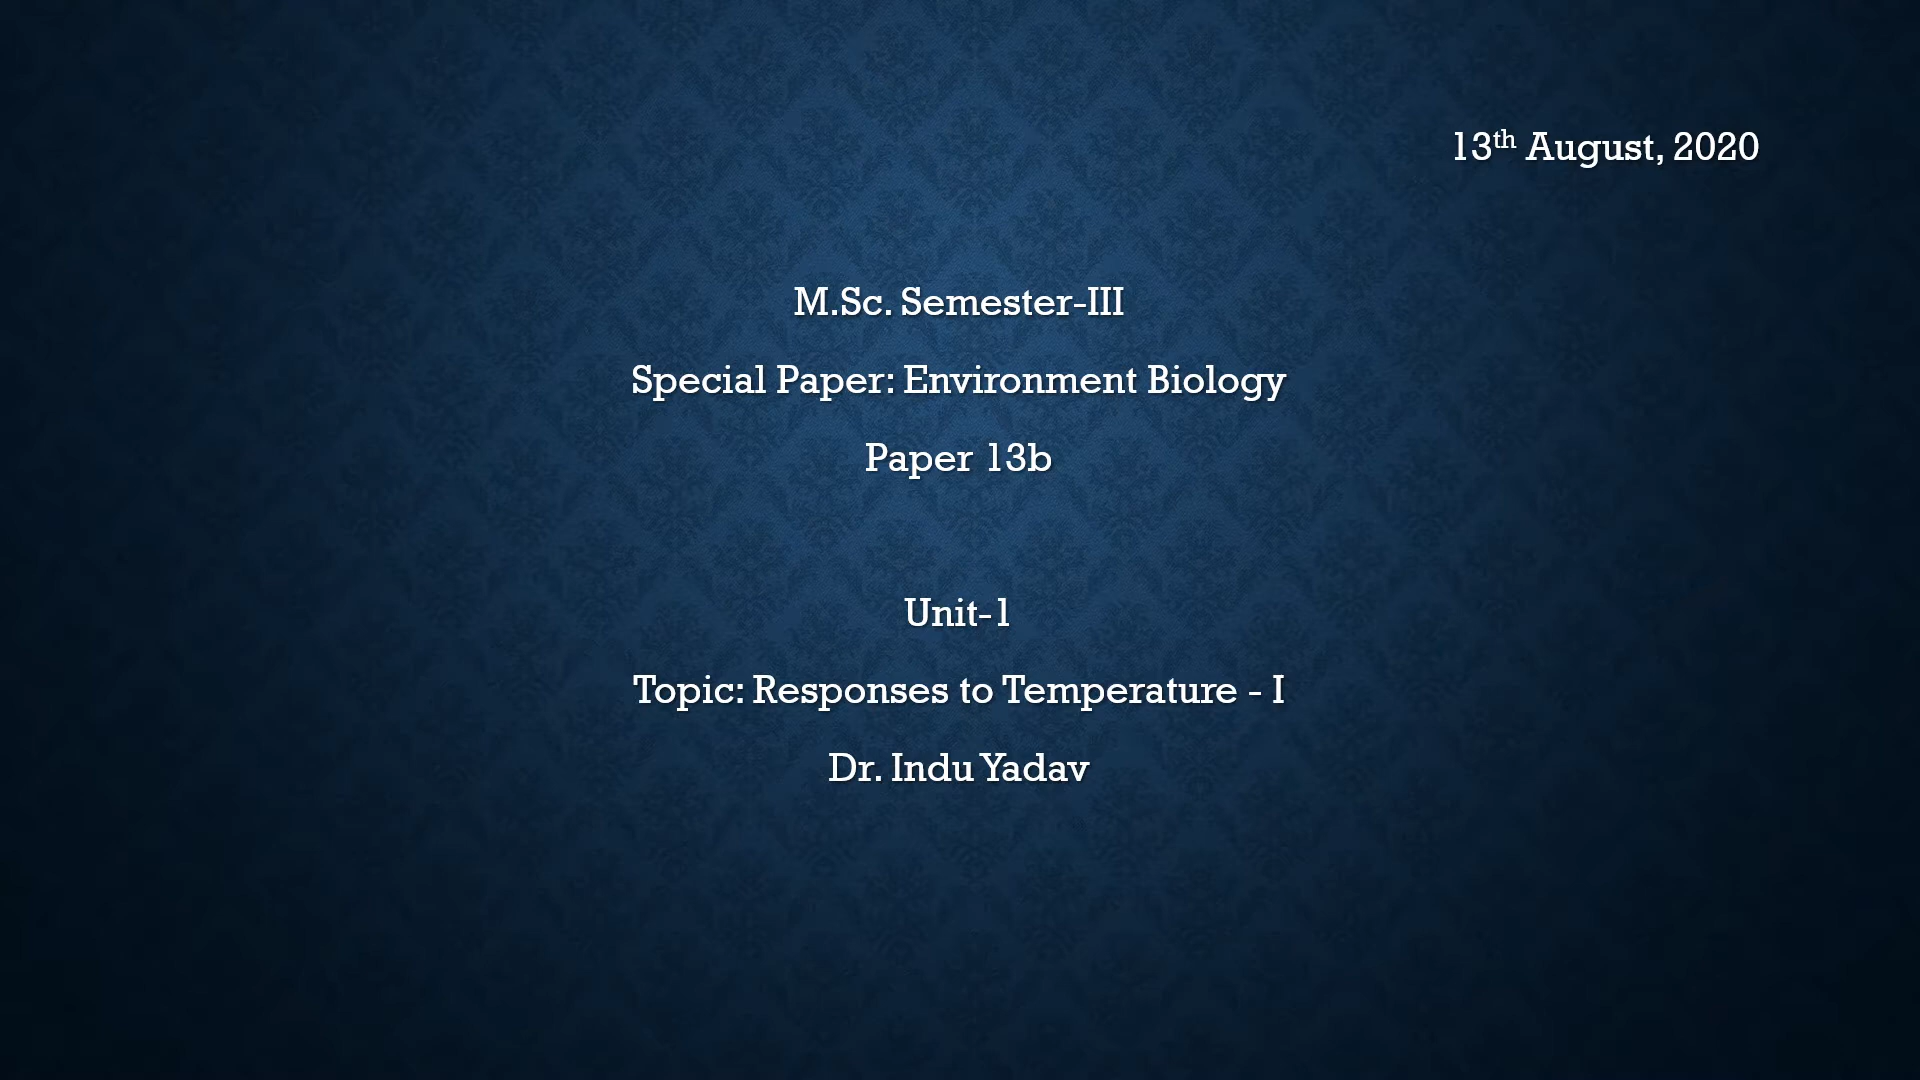 13th August, 2020
M.Sc. Semester-III
Special Paper: Environment Biology
Paper 13b
Unit-1
Topic: Responses to Temperature - I
Dr. Indu Yadav